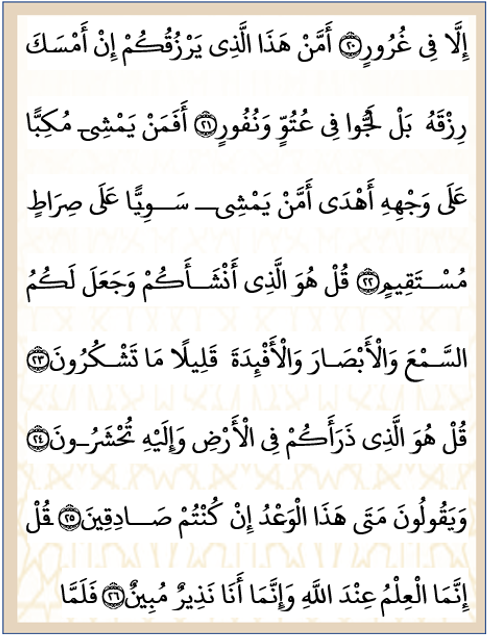 إِلَّا فِي غُرُورٍ ۝٢٠ أَمَّنْ هَذَا الَّذِي يَرْزُقُكُمْ إِنْ أَمْسَكَ
رِزْقَهُ بَلْ لَجُّوا فِي عُتُوٍّ وَنُفُورٍ ۝٢١ أَفَمَنْ يَمْشِي مُكِبًّا
عَلَى وَجْهِهِ أَهْدَى أَمَّنْ يَمْشِي سَوِيًّا عَلَى صِرَاطٍ
مُسْتَقِيمٍ ۝٢٢ قُلْ هُوَ الَّذِي أَنْشَأَكُمْ وَجَعَلَ لَكُمُ
السَّمْعَ وَالْأَبْصَارَ وَالْأَفْئِدَةَ قَلِيلًا مَا تَشْكُرُونَ ۝٢٣
قُلْ هُوَ الَّذِي ذَرَأَكُمْ فِي الْأَرْضِ وَإِلَيْهِ تُحْشَرُونَ ۝٢٤
وَيَقُولُونَ مَتَى هَذَا الْوَعْدُ إِنْ كُنْتُمْ صَادِقِينَ ۝٢٥ قُلْ
إِنَّمَا الْعِلْمُ عِنْدَ اللَّهِ وَإِنَّمَا أَنَا نَذِيرٌ مُبِينٌ ۝٢٦ فَلَمَّا